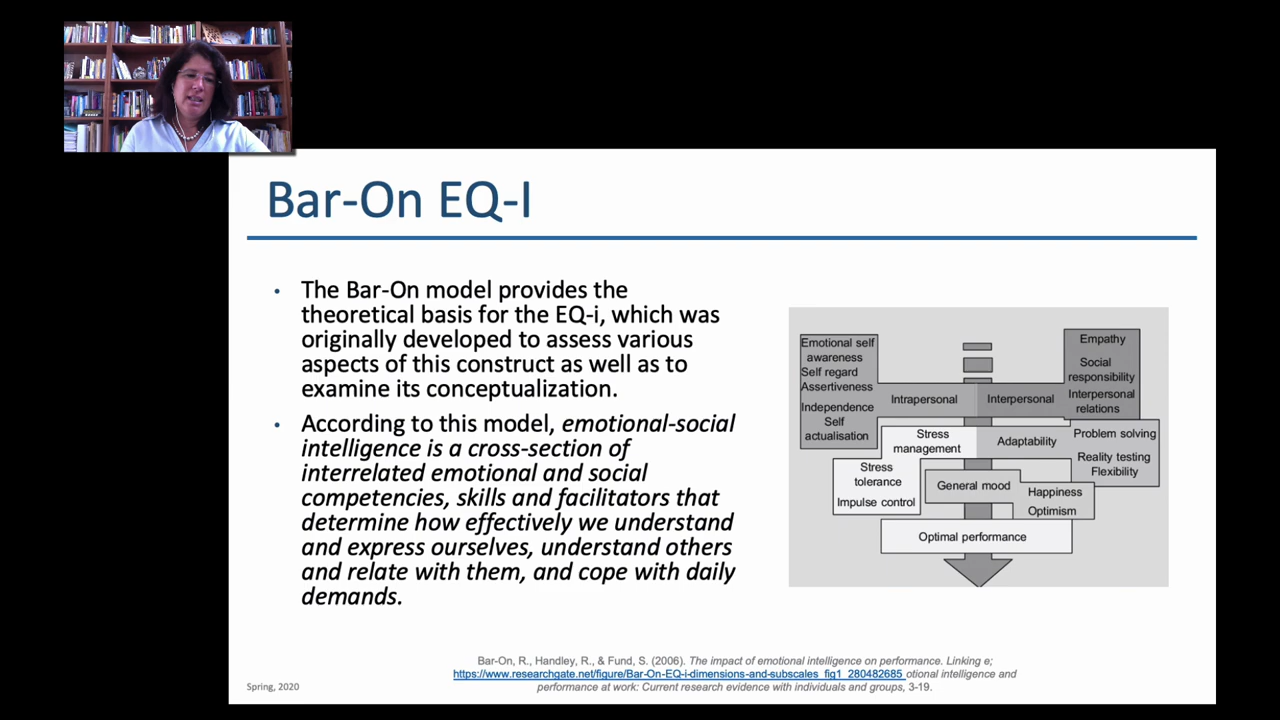 Bar-On EQ-I
• The Bar-On model provides the
theoretical basis for the EQ-i, which was
originally developed to assess various
aspects of this construct as well as to
examine its conceptualization.
• According to this model, emotional-social
intelligence is a cross-section of
interrelated emotional and social
competencies, skills and facilitators that
determine how effectively we understand
and express ourselves, understand others
and relate with them, and cope with daily
demands.
Emotional self
awareness
Self regard
Assertiveness
Independence
Self
actualisation
Intrapersonal
Interpersonal
Empathy
Social
responsibility
Interpersonal
relations
Stress
management
Adaptability
Problem solving
Reality testing
Flexibility
Stress
tolerance
Impulse control
General mood
Happiness
Optimism
Optimal performance
Bar-On, R., Handley, R., & Fund, S. (2006). The impact of emotional intelligence on performance. Linking e;
https://www.researchgate.net/figure/Bar-On-EQ-i-dimensions-and-subscales_fig1_280482685 otional intelligence and
performance at work: Current research evidence with individuals and groups, 3-19.
Spring, 2020